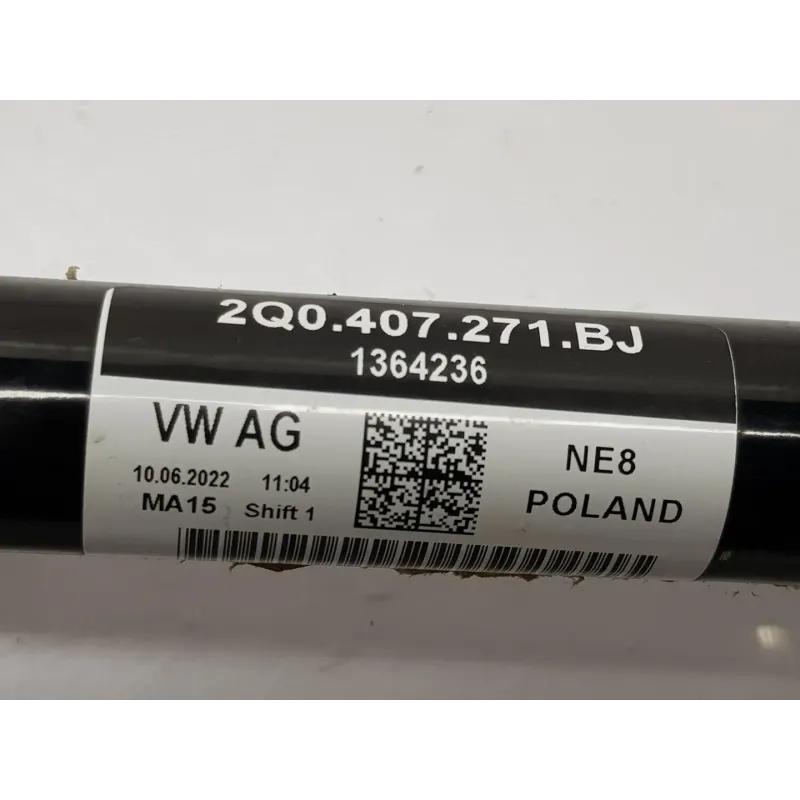 2Q0.407.271.BJ
1364236
VW AG
10.06.2022 11:04
MA15 Shift 1
NE8
POLAND